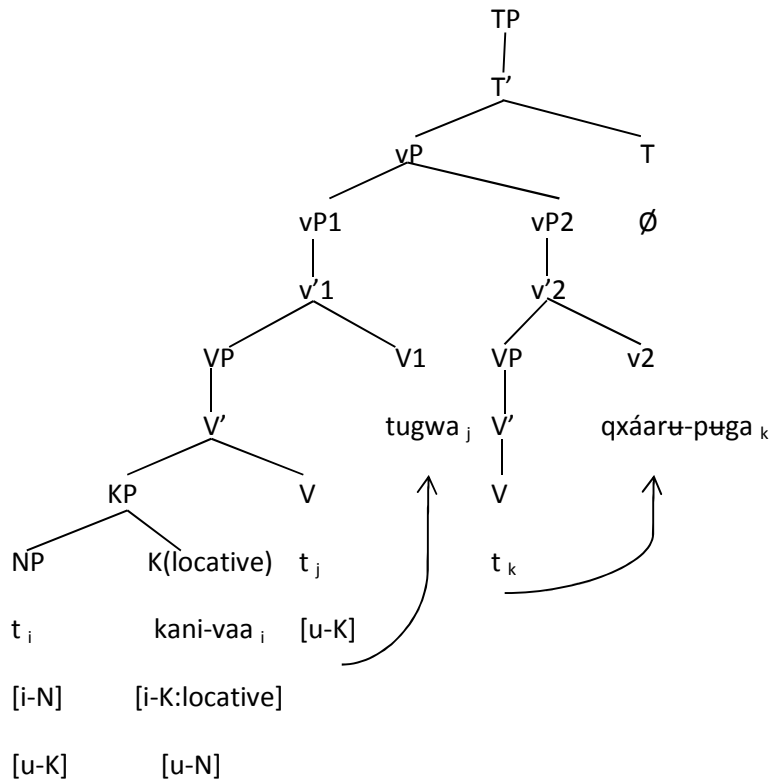 TP
T’
vP T
vP1 vP2 Ø
v’1 v’2
VP V1 VP v2
V’ tugwa j V’ qxáarʉ-pʉga k
KP V V
NP K(locative) t j t k
t i kani-vaa i [u-K]
[i-N] [i-K:locative]
[u-K] [u-N]